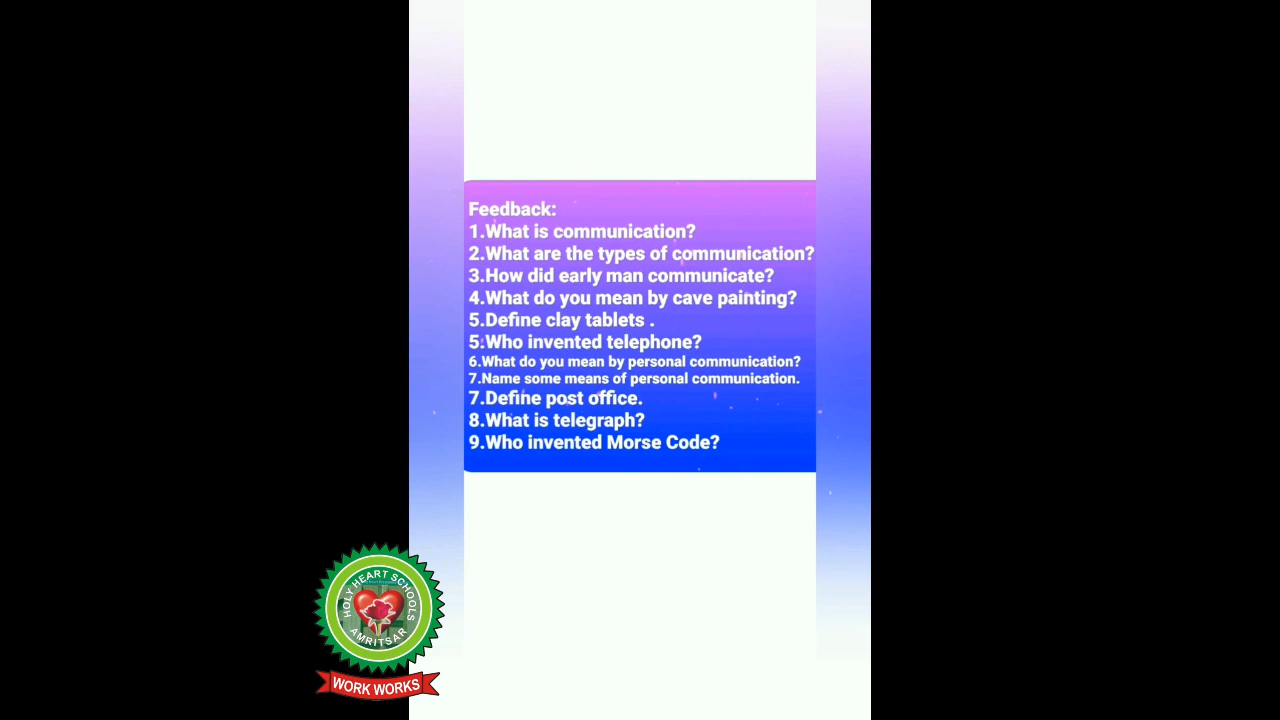 Feedback:
1.What is communication?
2.What are the types of communication?
3.How did early man communicate?
4.What do you mean by cave painting?
5.Define clay tablets .
5.Who invented telephone?
6.What do you mean by personal communication?
7.Name some means of personal communication.
7.Define post office.
8.What is telegraph?
9.Who invented Morse Code?
HOLY HEART SCHOOLS
AMRITSAR
WORK WORKS